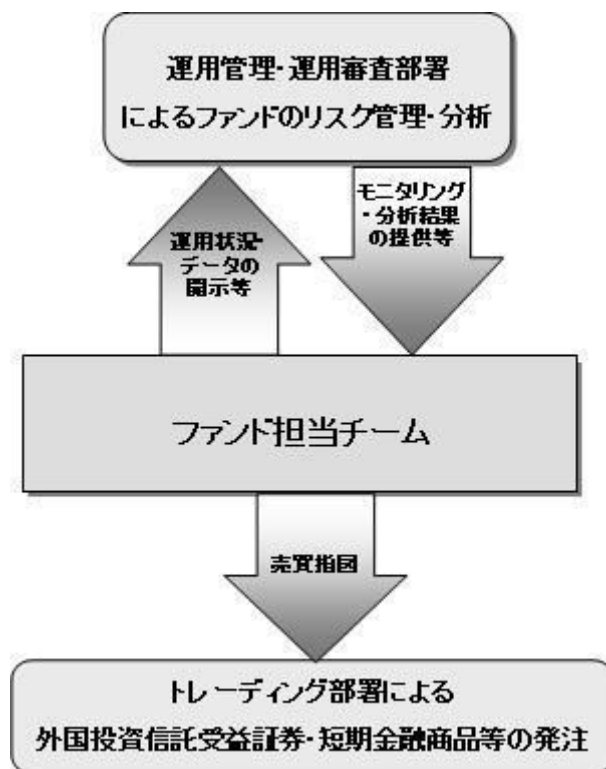 運用管理・運用審査部署
によるファンドのリスク管理・分析
モニタリング
・分析結果
の提供等
運用状況・
データの
開示等
ファンド担当チーム
売買指図
トレーディング部署による
外国投資信託受益証券・短期金融商品等の発注